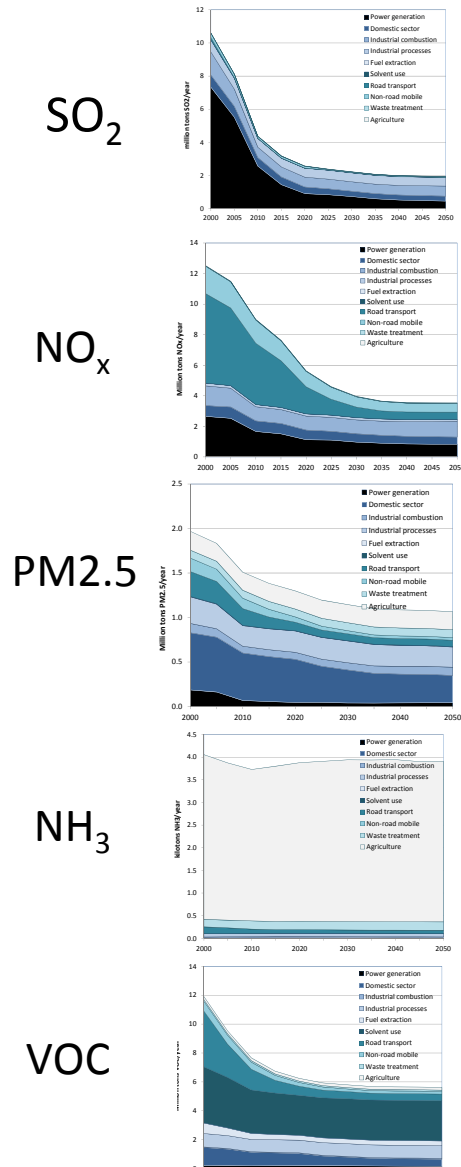 SO2
million tons SO2/year
12
10
8
6
4
2
0
2000 2005 2010 2015 2020 2025 2030 2035 2040 2045 2050
Power generation
Domestic sector
Industrial combustion
Industrial processes
Fuel extraction
Solvent use
Road transport
Non-road mobile
Waste treatment
Agriculture
NOx
Million tons NOx/year
14
12
10
8
6
4
2
0
2000 2005 2010 2015 2020 2025 2030 2035 2040 2045
Power generation
Domestic sector
Industrial combustion
Industrial processes
Fuel extraction
Solvent use
Road transport
Non-road mobile
Waste treatment
Agriculture
PM2.5
Million tons PM2.5/year
2.5
2.0
1.5
1.0
0.5
0.0
2000 2010 2020 2030 2040 2050
Power generation
Domestic sector
Industrial combustion
Industrial processes
Fuel extraction
Solvent use
Road transport
Non-road mobile
Waste treatment
Agriculture
NH3
kilotons NH3/year
4.5
4.0
3.5
3.0
2.5
2.0
1.5
1.0
0.5
0.0
2000 2010 2020 2030 2040 2050
Power generation
Domestic sector
Industrial combustion
Industrial processes
Fuel extraction
Solvent use
Road transport
Non-road mobile
Waste treatment
Agriculture
VOC
14
12
10
8
6
4
2
0
Power generation
Domestic sector
Industrial combustion
Industrial processes
Fuel extraction
Solvent use
Road transport
Non-road mobile
Waste treatment
Agriculture